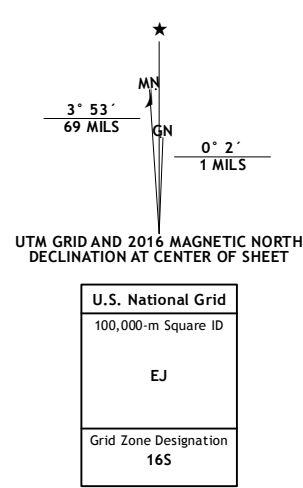 ★
MN
3° 53´
69 MILS
GN
0° 2´
1 MILS
UTM GRID AND 2016 MAGNETIC NORTH
DECLINATION AT CENTER OF SHEET
U.S. National Grid
100,000-m Square ID
EJ
Grid Zone Designation
16S